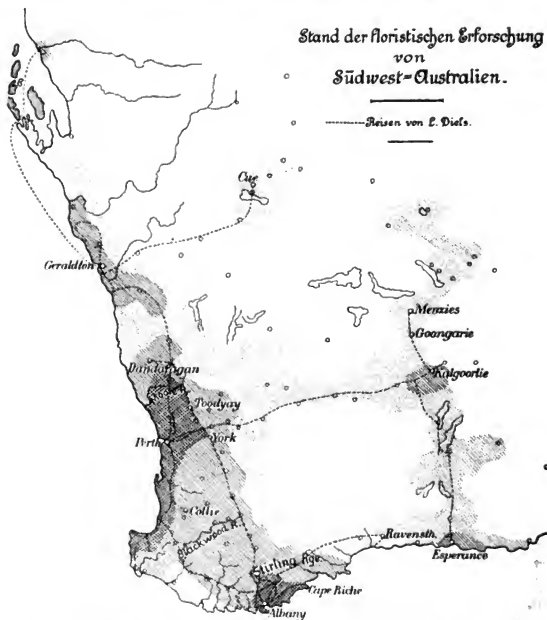 Stand der floristischen Erforschung
von
Südwest-Australien.
Reisen von L. Diels.
Cue
Geraldton
Menzies
Goongarie
Kalgoorlie
Dandaragan
Moore R.
Toodyay
Perth
York
Collie
Blackwood R.
Ravensth.
Stirling Rge.
Esperance
Cape Riche
Albany